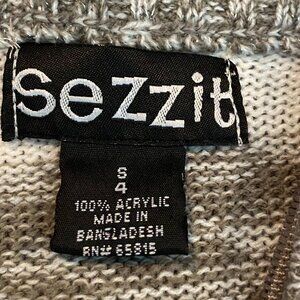 sezzit
S
4
100% ACRYLIC
MADE IN
BANGLADESH
RN# 65815